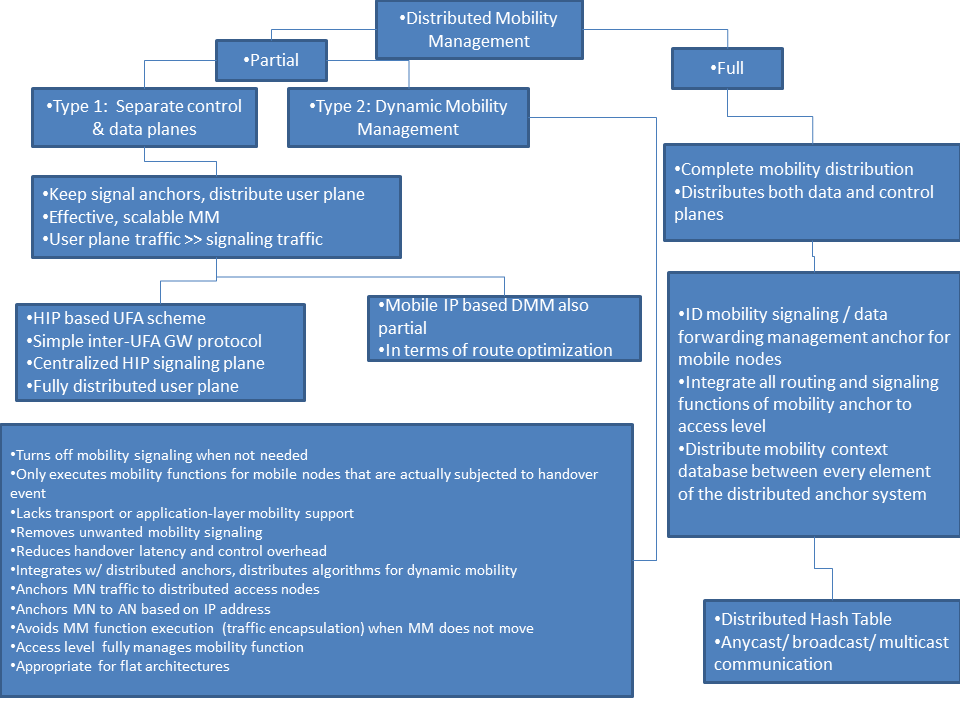 •Distributed Mobility
Management
•Partial
•Full
•Type 1:  Separate control
& data planes
•Type 2: Dynamic Mobility
Management
•Keep signal anchors, distribute user plane
•Effective, scalable MM
•User plane traffic >> signaling traffic
•Complete mobility distribution
•Distributes both data and control
planes
•HIP based UFA scheme
•Simple inter-UFA GW protocol
•Centralized HIP signaling plane
•Fully distributed user plane
•Mobile IP based DMM also
partial
•In terms of route optimization
•ID mobility signaling / data
forwarding management anchor for
mobile nodes
•Integrate all routing and signaling
functions of mobility anchor to
access level
•Distribute mobility context
database between every element
of the distributed anchor system
•Turns off mobility signaling when not needed
•Only executes mobility functions for mobile nodes that are actually subjected to handover
event
•Lacks transport or application-layer mobility support
•Removes unwanted mobility signaling
•Reduces handover latency and control overhead
•Integrates w/ distributed anchors, distributes algorithms for dynamic mobility
•Anchors MN traffic to distributed access nodes
•Anchors MN to AN based on IP address
•Avoids MM function execution  (traffic encapsulation) when MM does not move
•Access level  fully manages mobility function
•Appropriate for flat architectures
•Distributed Hash Table
•Anycast/ broadcast/ multicast
communication